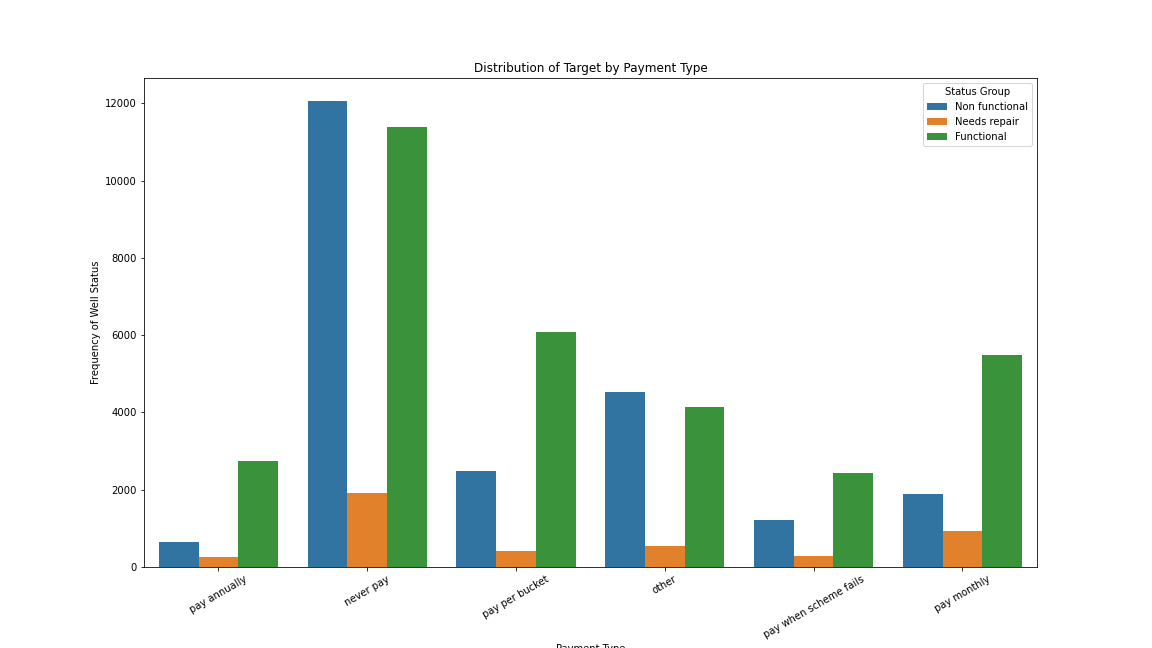 Distribution of Target by Payment Type
Status Group
Non functional
Needs repair
Functional
Frequency of Well Status
12000
10000
8000
6000
4000
2000
0
pay annually
never pay
pay per bucket
other
pay when scheme fails
pay monthly
Payment Type